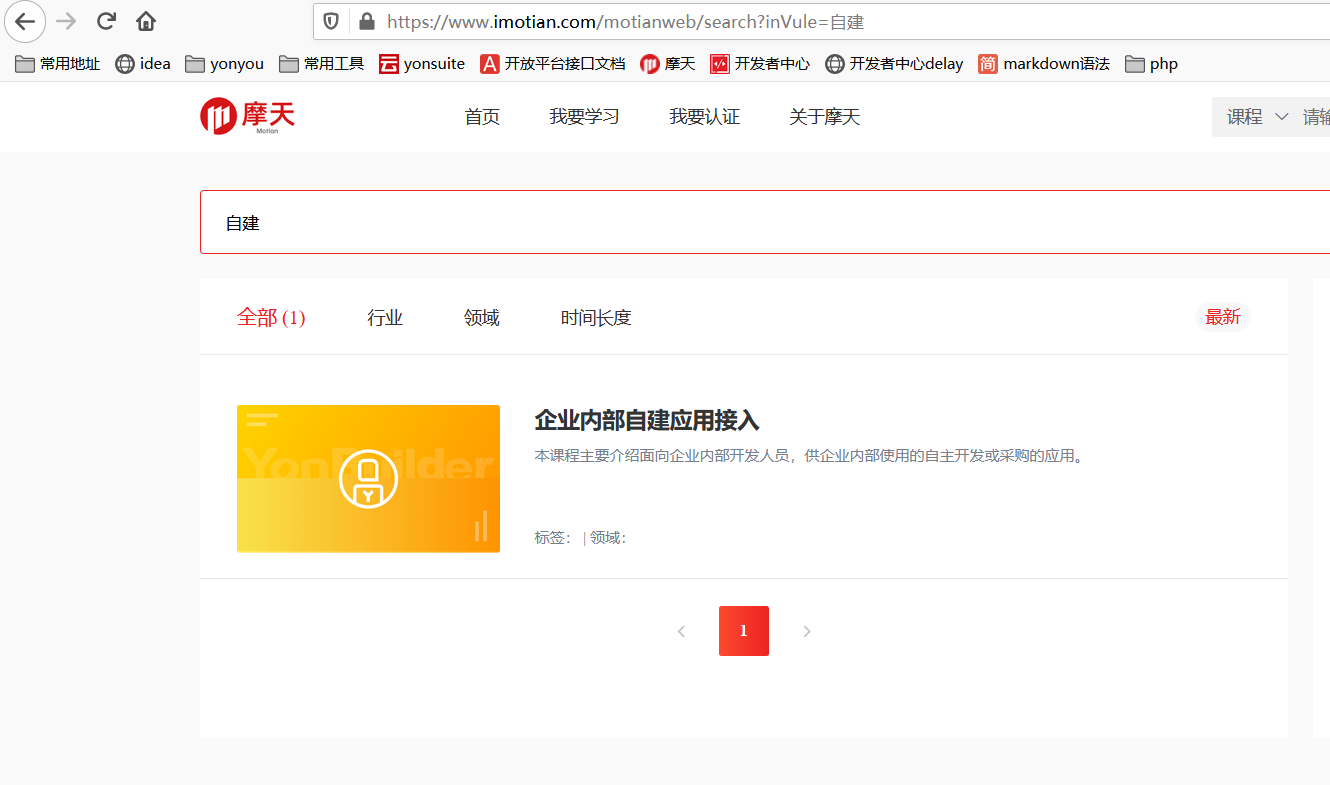 https://www.imotian.com/motianweb/search?inVule=自建
常用地址 idea yonyou 常用工具 yonsuite 开放平台接口文档 摩天 开发者中心 开发者中心delay markdown语法 php
摩天 首页 我要学习 我要认证 关于摩天 课程 请输
Motion
自建
全部 (1) 行业 领域 时间长度 最新
YonBuilder
企业内部自建应用接入
本课程主要介绍面向企业内部开发人员，供企业内部使用的自主开发或采购的应用。
标签： | 领域：
1